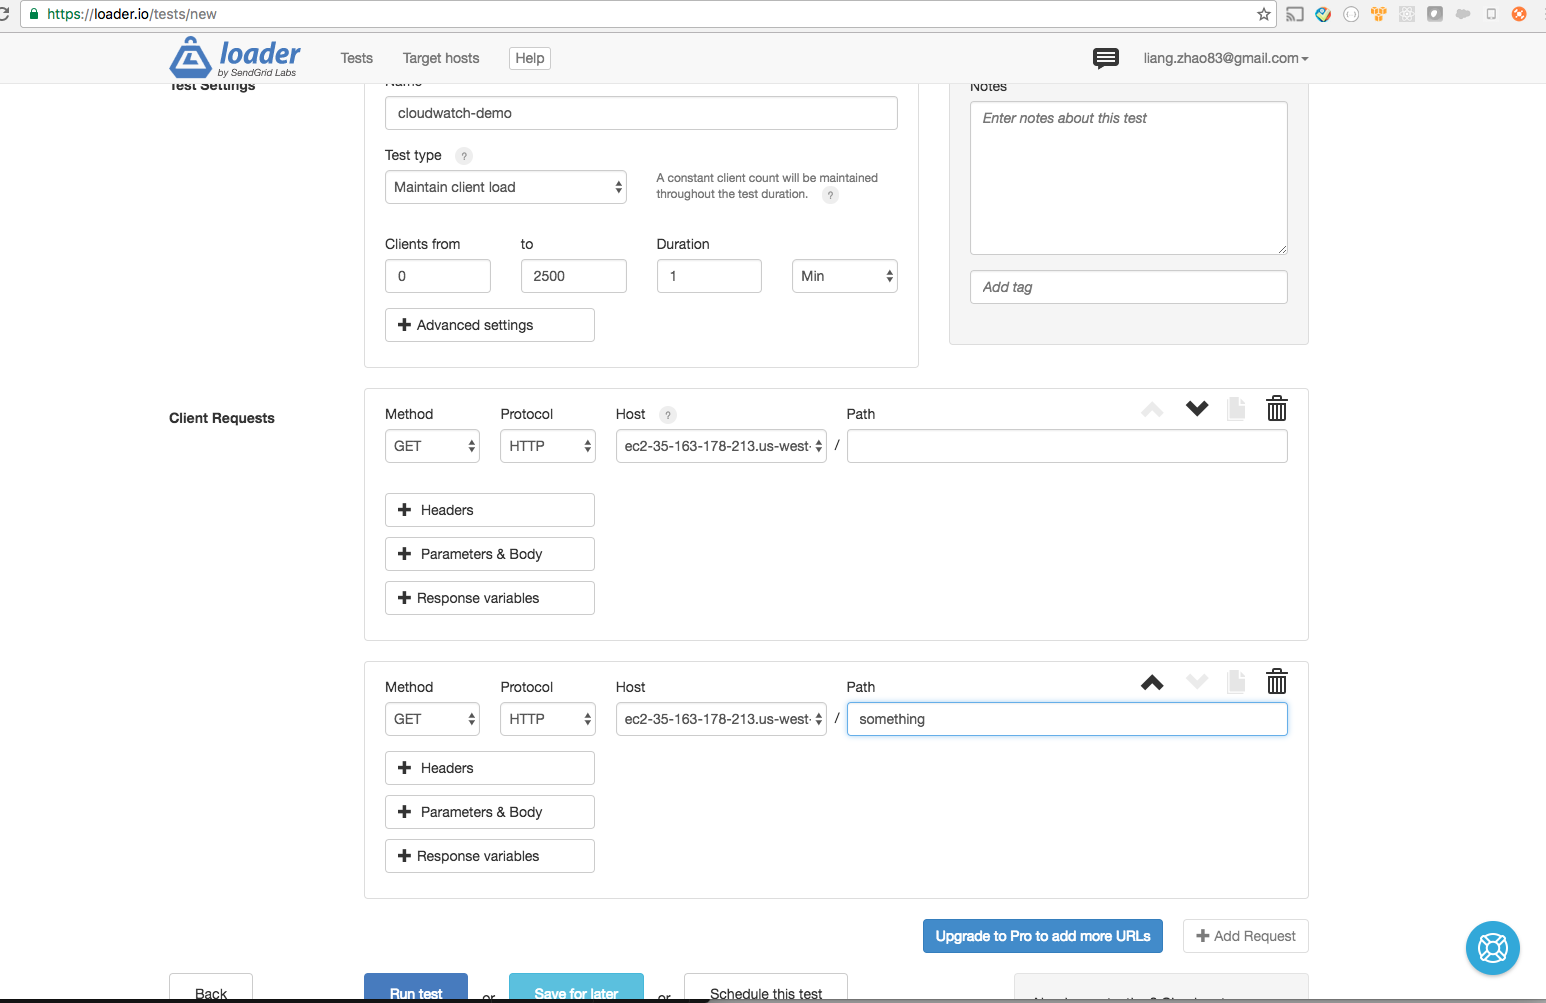 https://loader.io/tests/new
loader
by SendGrid Labs
Tests
Target hosts
Help
liang.zhao83@gmail.com
Test Settings
Name
cloudwatch-demo
Test type ?
Maintain client load
A constant client count will be maintained
throughout the test duration. ?
Clients from
to
Duration
0
2500
1
Min
Advanced settings
Notes
Enter notes about this test
Add tag
Client Requests
Method
Protocol
Host ?
Path
GET
HTTP
ec2-35-163-178-213.us-west-
/
Headers
Parameters & Body
Response variables
Method
Protocol
Host
Path
GET
HTTP
ec2-35-163-178-213.us-west-
/
something
Headers
Parameters & Body
Response variables
Upgrade to Pro to add more URLs
Add Request
Back
Run test
or
Save for later
or
Schedule this test